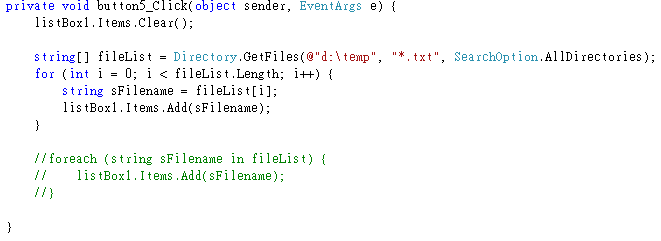 private void button5_Click(object sender, EventArgs e) {
    listBox1.Items.Clear();

    string[] fileList = Directory.GetFiles(@"d:\temp", "*.txt", SearchOption.AllDirectories);
    for (int i = 0; i < fileList.Length; i++) {
        string sFilename = fileList[i];
        listBox1.Items.Add(sFilename);
    }

    //foreach (string sFilename in fileList) {
    //    listBox1.Items.Add(sFilename);
    //}

}